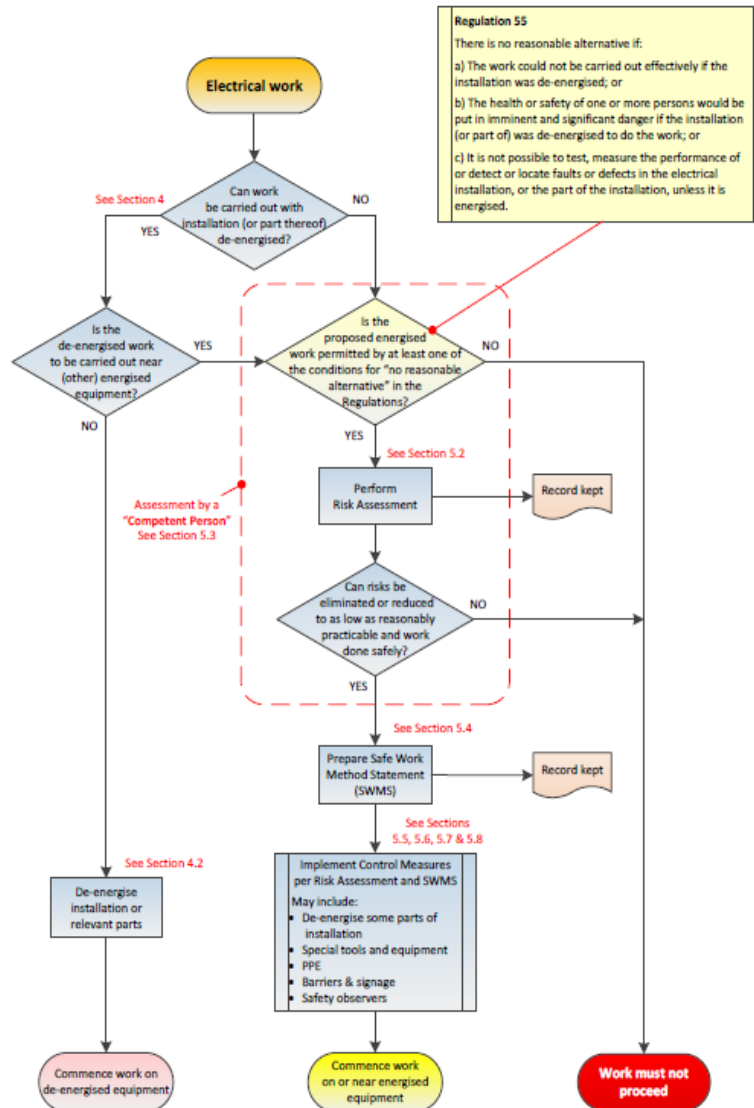 Regulation 55
There is no reasonable alternative if:
a) The work could not be carried out effectively if the
installation was de-energised; or
b) The health or safety of one or more persons would be
put in imminent and significant danger if the installation
(or part of) was de-energised to do the work; or
c) It is not possible to test, measure the performance of
or detect or locate faults or defects in the electrical
installation, or the part of the installation, unless it is
energised.
Electrical work
See Section 4
Can work
be carried out with
installation (or part thereof)
de-energised?
YES
NO
Is the
de-energised work
to be carried out near
(other) energised
equipment?
YES
NO
Is the
proposed energised
work permitted by at least one of
the conditions for “no reasonable
alternative” in the
Regulations?
NO
YES
See Section 5.2
Assessment by a
“Competent Person”
See Section 5.3
Perform
Risk Assessment
Record kept
Can risks be
eliminated or reduced
to as low as reasonably
practicable and work
done safely?
NO
YES
See Section 5.4
Prepare Safe Work
Method Statement
(SWMS)
Record kept
See Sections
5.5, 5.6, 5.7 & 5.8
See Section 4.2
De-energise
installation or
relevant parts
Implement Control Measures
per Risk Assessment and SWMS
May include:
• De-energise some parts of
installation
• Special tools and equipment
• PPE
• Barriers & signage
• Safety observers
Commence work on
de-energised equipment
Commence work
on or near energised
equipment
Work must not
proceed